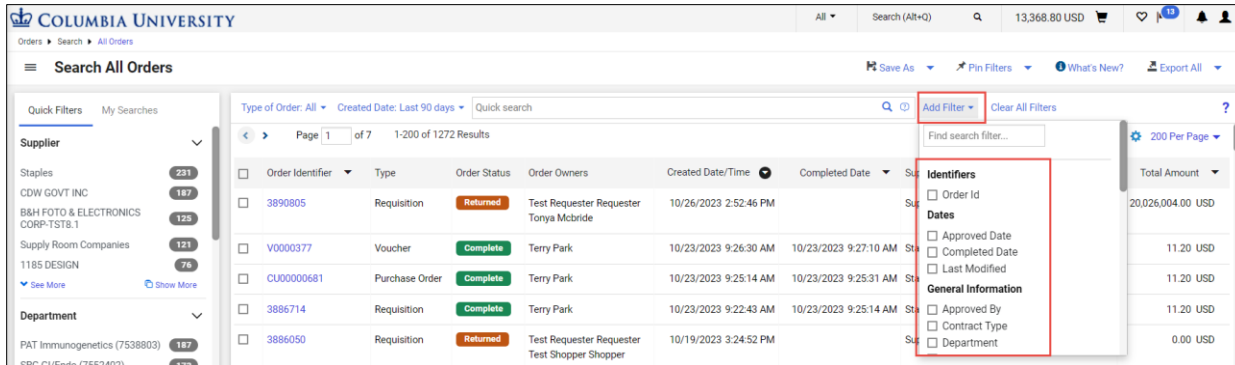 COLUMBIA UNIVERSITY
All Search (Alt+Q) 13,368.80 USD 13
Orders Search All Orders
Search All Orders
Save As Pin Filters What's New? Export All
Quick Filters My Searches
Type of Order: All Created Date: Last 90 days Quick search Add Filter Clear All Filters ?
Page 1 of 7 1-200 of 1272 Results 200 Per Page
Supplier
Staples 231
CDW GOVT INC 187
B&H FOTO & ELECTRONICS
CORP-TST8.1 125
Supply Room Companies 121
1185 DESIGN 76
See More Show More
Department
PAT Immunogenetics (7538803) 187
Order Identifier Type Order Status Order Owners Created Date/Time Completed Date Total Amount
3890805 Requisition Returned Test Requester Requester 10/26/2023 2:52:46 PM 20,026,004.00 USD
Tonya Mcbride
V0000377 Voucher Complete Terry Park 10/23/2023 9:26:30 AM 10/23/2023 9:27:10 AM 11.20 USD
CU00000681 Purchase Order Complete Terry Park 10/23/2023 9:25:14 AM 10/23/2023 9:25:31 AM 11.20 USD
3886714 Requisition Complete Terry Park 10/23/2023 9:22:43 AM 10/23/2023 9:25:14 AM 11.20 USD
3886050 Requisition Returned Test Requester Requester 10/19/2023 3:24:52 PM 0.00 USD
Test Shopper Shopper
Find search filter...
Identifiers
Order Id
Dates
Approved Date
Completed Date
Last Modified
General Information
Approved By
Contract Type
Department